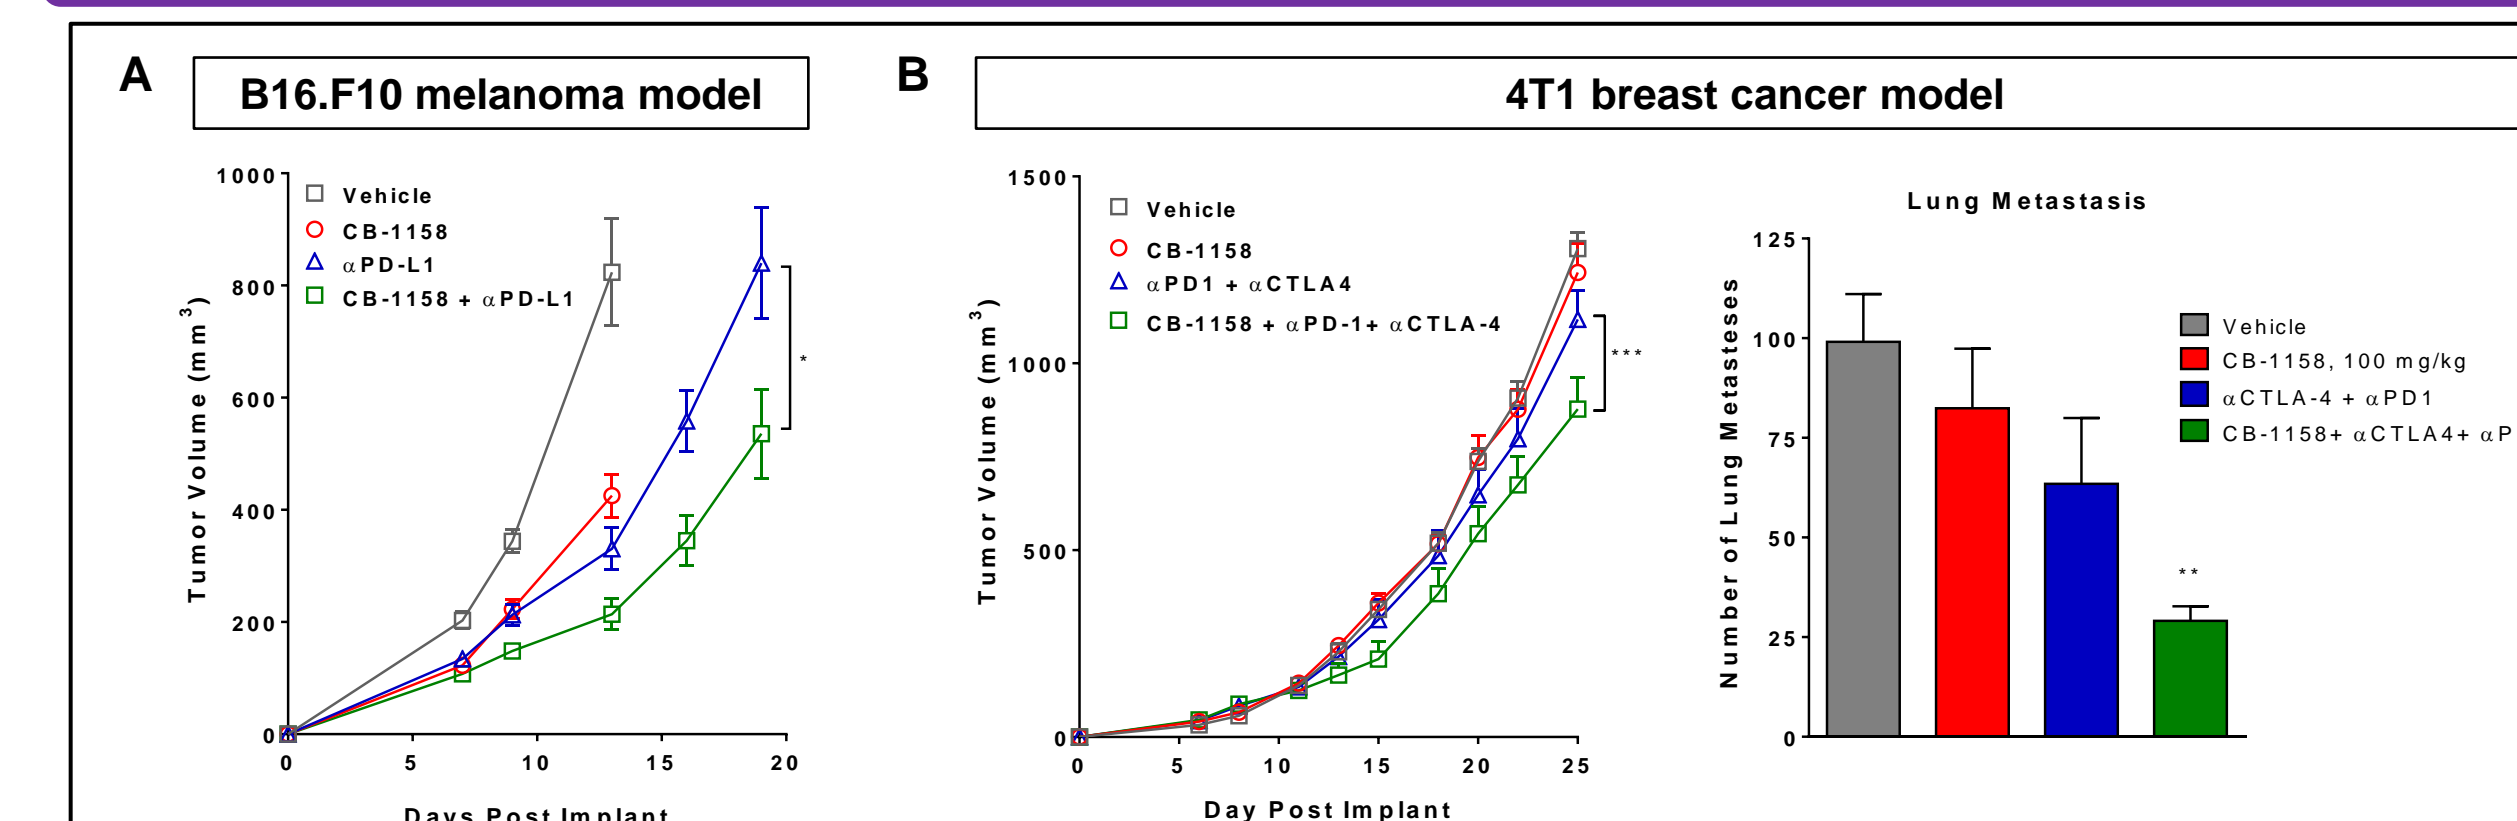 A
B16.F10 melanoma model
Tumor Volume (mm³)
1000
800
600
400
200
0
Vehicle
CB-1158
αPD-L1
CB-1158 + αPD-L1
*
0 5 10 15 20
Days Post Implant
B
4T1 breast cancer model
Tumor Volume (mm³)
1500
1000
500
0
Vehicle
CB-1158
αPD1 + αCTLA4
CB-1158 + αPD-1+ αCTLA-4
***
0 5 10 15 20 25
Day Post Implant
Lung Metastasis
Number of Lung Metasteses
125
100
75
50
25
0
**
Vehicle
CB-1158, 100 mg/kg
αCTLA-4 + αPD1
CB-1158+ αCTLA4+ αP